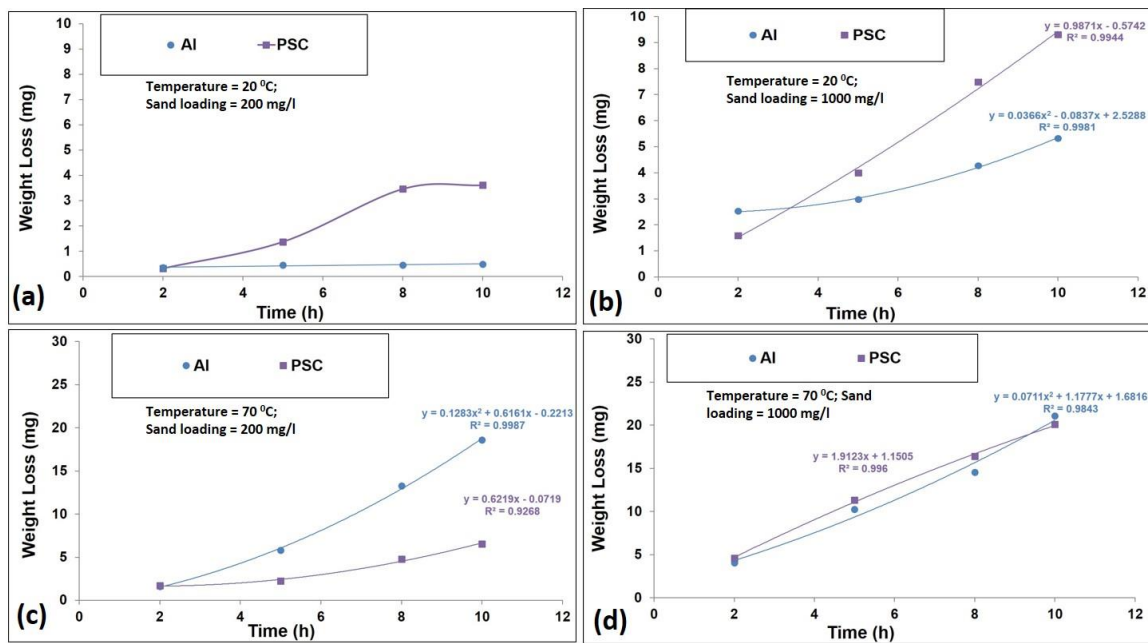 AI PSC
Temperature = 20 ⁰C;
Sand loading = 200 mg/l
Weight Loss (mg)
10
9
8
7
6
5
4
3
2
1
0
0 2 4 6 8 10 12
Time (h)
(a)
AI PSC
Temperature = 20 ⁰C;
Sand loading = 1000 mg/l
y = 0.9871x - 0.5742
R² = 0.9944
y = 0.0366x² - 0.0837x + 2.5288
R² = 0.9981
Weight Loss (mg)
10
9
8
7
6
5
4
3
2
1
0
0 2 4 6 8 10 12
Time (h)
(b)
AI PSC
Temperature = 70 ⁰C;
Sand loading = 200 mg/l
y = 0.1283x² + 0.6161x - 0.2213
R² = 0.9987
y = 0.6219x - 0.0719
R² = 0.9268
Weight Loss (mg)
30
25
20
15
10
5
0
0 2 4 6 8 10 12
Time (h)
(c)
AI PSC
Temperature = 70 ⁰C; Sand
loading = 1000 mg/l
y = 0.0711x² + 1.1777x + 1.6816
R² = 0.9843
y = 1.9123x + 1.1505
R² = 0.996
Weight Loss (mg)
30
25
20
15
10
5
0
0 2 4 6 8 10 12
Time (h)
(d)